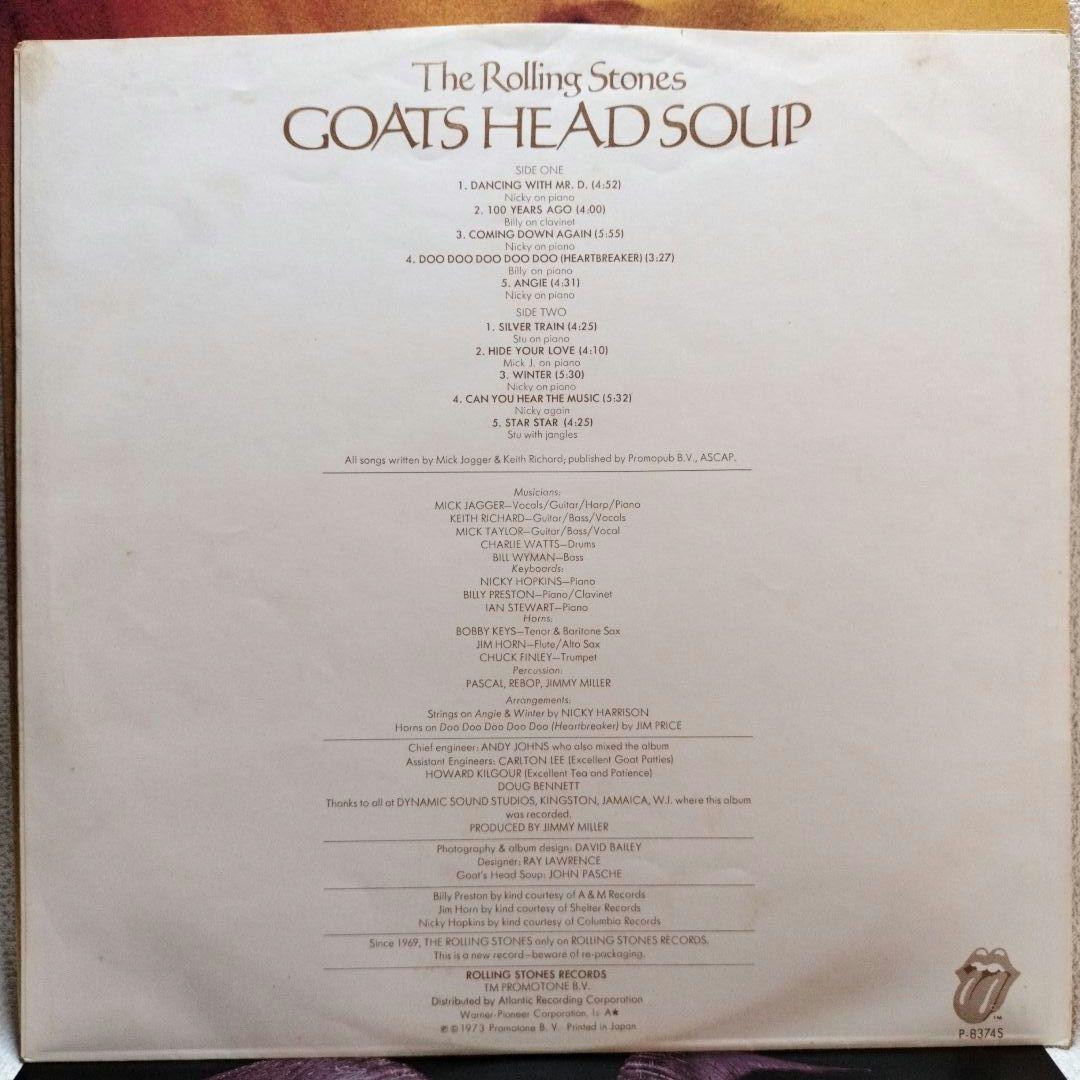 The Rolling Stones
GOATS HEAD SOUP
SIDE ONE
1. DANCING WITH MR. D. (4:52)
Nicky on piano
2. 100 YEARS AGO (4:00)
Billy on clavinet
3. COMING DOWN AGAIN (5:55)
Nicky on piano
4. DOO DOO DOO DOO DOO (HEARTBREAKER) (3:27)
Billy on piano
5. ANGIE (4:31)
Nicky on piano
SIDE TWO
1. SILVER TRAIN (4:25)
Stu on piano
2. HIDE YOUR LOVE (4:10)
Mick J. on piano
3. WINTER (5:30)
Nicky on piano
4. CAN YOU HEAR THE MUSIC (5:32)
Nicky again
5. STAR STAR (4:25)
Stu with jangles
All songs written by Mick Jagger & Keith Richard; published by Promopub B.V., ASCAP.
Musicians:
MICK JAGGER—Vocals/Guitar/Harp/Piano
KEITH RICHARD—Guitar/Bass/Vocals
MICK TAYLOR—Guitar/Bass/Vocal
CHARLIE WATTS—Drums
BILL WYMAN—Bass
Keyboards:
NICKY HOPKINS—Piano
BILLY PRESTON—Piano/Clavinet
IAN STEWART—Piano
Horns:
BOBBY KEYS—Tenor & Baritone Sax
JIM HORN—Flute/Alto Sax
CHUCK FINLEY—Trumpet
Percussion:
PASCAL, REBOP, JIMMY MILLER
Arrangements:
Strings on Angie & Winter by NICKY HARRISON
Horns on Doo Doo Doo Doo Doo (Heartbreaker) by JIM PRICE
Chief engineer: ANDY JOHNS who also mixed the album
Assistant Engineers: CARLTON LEE (Excellent Goat Patties)
HOWARD KILGOUR (Excellent Tea and Patience)
DOUG BENNETT
Thanks to all at DYNAMIC SOUND STUDIOS, KINGSTON, JAMAICA, W.I. where this album
was recorded.
PRODUCED BY JIMMY MILLER
Photography & album design: DAVID BAILEY
Designer: RAY LAWRENCE
Goat's Head Soup: JOHN PASCHE
Billy Preston by kind courtesy of A & M Records
Jim Horn by kind courtesy of Shelter Records
Nicky Hopkins by kind courtesy of Columbia Records
Since 1969, THE ROLLING STONES only on ROLLING STONES RECORDS.
This is a new record—beware of re-packaging.
ROLLING STONES RECORDS
TM PROMOTONE B.V.
Distributed by Atlantic Recording Corporation
Warner-Pioneer Corporation. Is A★
℗ © 1973 Promotone B. V. Printed in Japan
TM
P-8374S